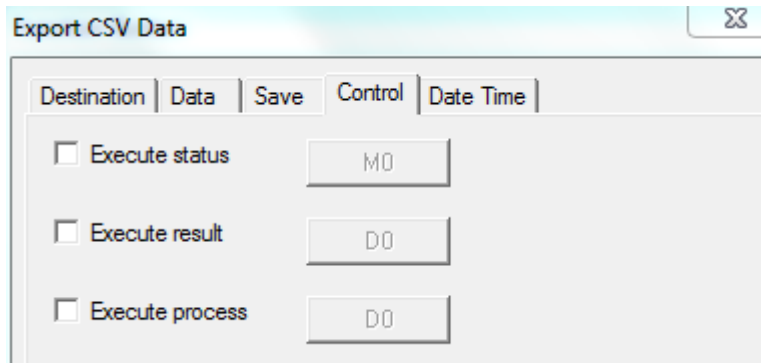 Export CSV Data
Destination Data Save Control Date Time
Execute status M0
Execute result D0
Execute process D0